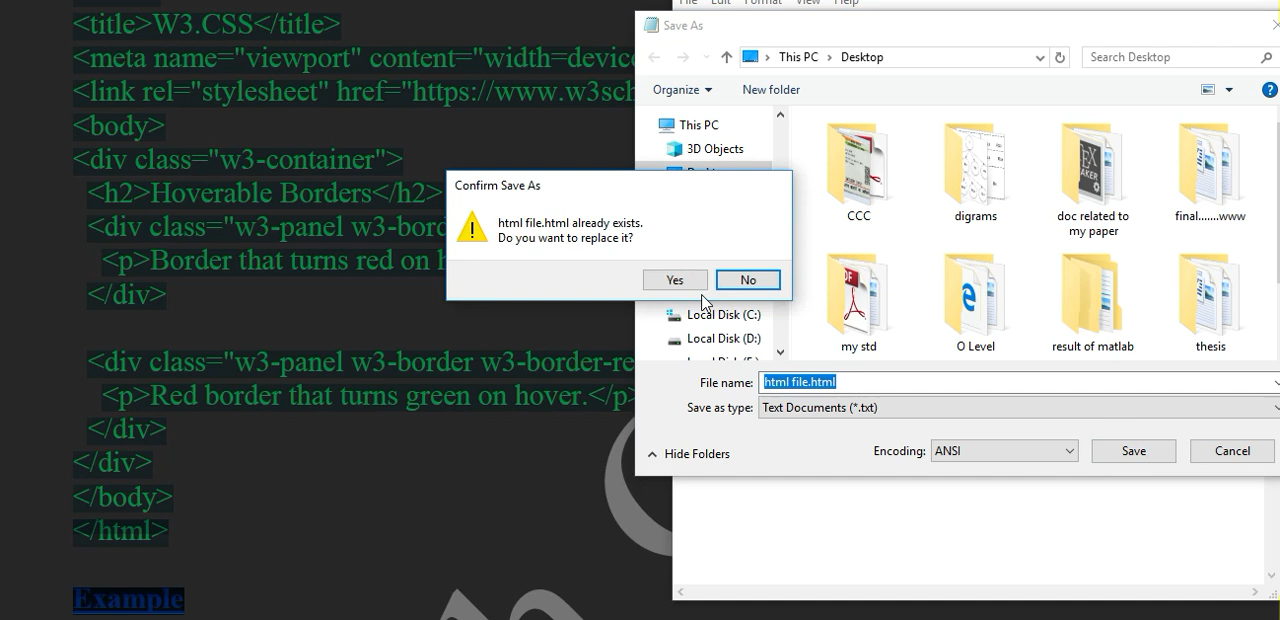 <title>W3.CSS</title>
<meta name="viewport" content="width=devic
<link rel="stylesheet" href="https://www.w3sch
<body>
<div class="w3-container">
<h2>Hoverable Borders</h2>
<div class="w3-panel w3-bord
<p>Border that turns red on h
</div>
<div class="w3-panel w3-border w3-border-re
<p>Red border that turns green on hover.</p>
</div>
</div>
</body>
</html>
Example
File Edit Format View Help
Save As
This PC > Desktop
Search Desktop
Organize
New folder
This PC
3D Objects
Confirm Save As
html file.html already exists.
Do you want to replace it?
Yes
No
Local Disk (C:)
Local Disk (D:)
CCC
digrams
doc related to
my paper
final.......www
my std
O Level
result of matlab
thesis
File name: html file.html
Save as type: Text Documents (*.txt)
Hide Folders
Encoding: ANSI
Save
Cancel